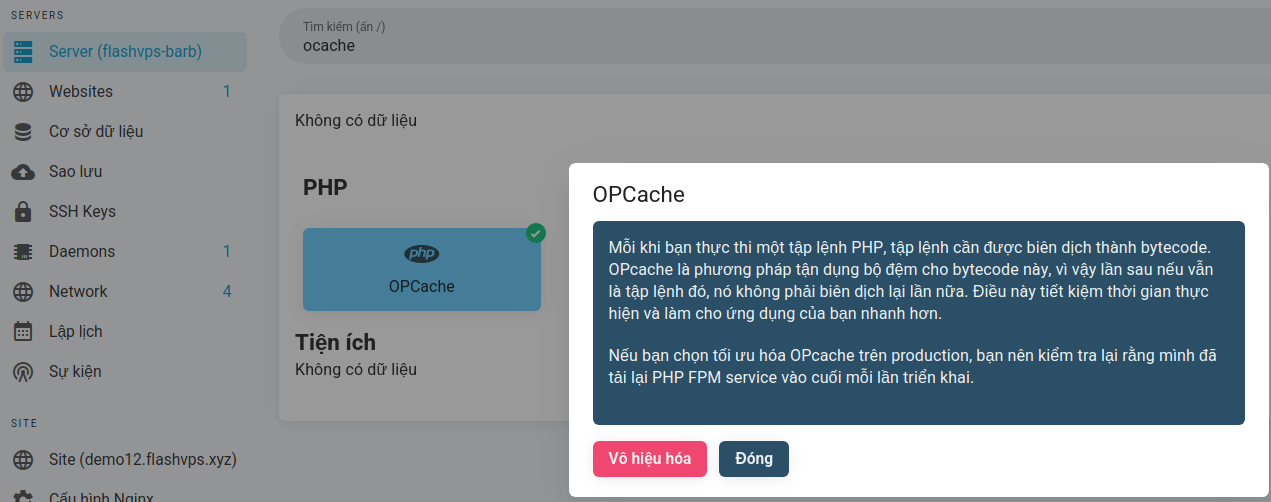 SERVERS
Server (flashvps-barb)
Websites 1
Cơ sở dữ liệu
Sao lưu
SSH Keys
Daemons 1
Network 4
Lập lịch
Sự kiện
SITE
Site (demo12.flashvps.xyz)
Cấu hình Nginx
Tìm kiếm (ấn /)
ocache
Không có dữ liệu
PHP
php
OPCache
Tiện ích
Không có dữ liệu
OPCache
Mỗi khi bạn thực thi một tập lệnh PHP, tập lệnh cần được biên dịch thành bytecode.
OPcache là phương pháp tận dụng bộ đệm cho bytecode này, vì vậy lần sau nếu vẫn
là tập lệnh đó, nó không phải biên dịch lại lần nữa. Điều này tiết kiệm thời gian thực
hiện và làm cho ứng dụng của bạn nhanh hơn.
Nếu bạn chọn tối ưu hóa OPcache trên production, bạn nên kiểm tra lại rằng mình đã
tải lại PHP FPM service vào cuối mỗi lần triển khai.
Vô hiệu hóa
Đóng